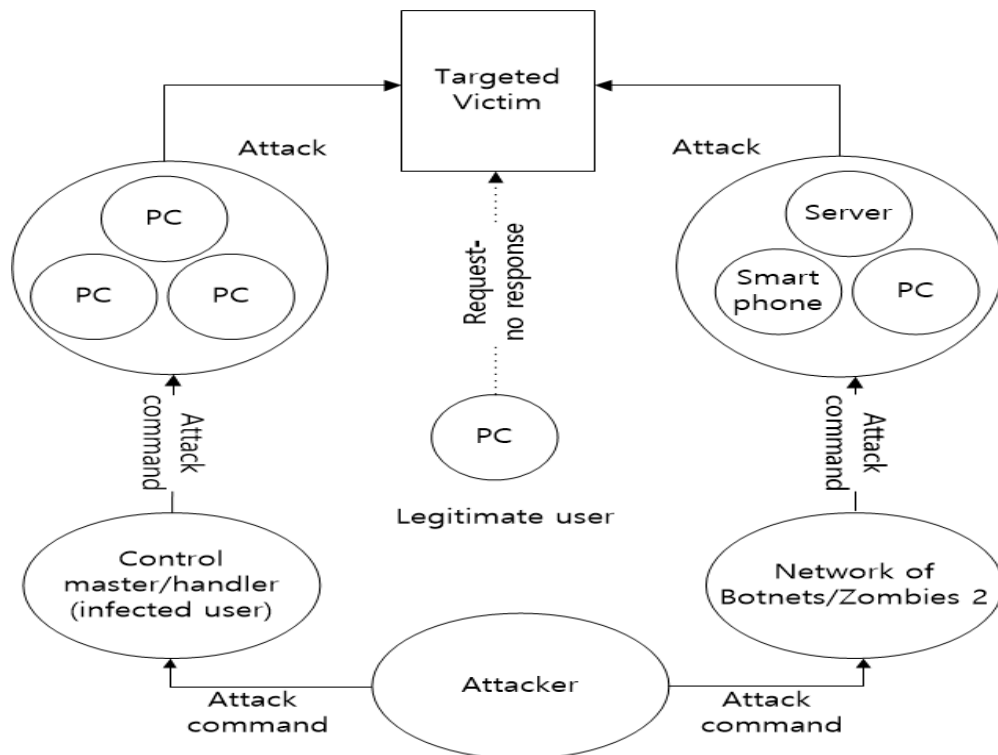 Targeted
Victim
Attack
Attack
PC
PC
PC
Server
Smart
phone
PC
Request-
no response
Attack
command
PC
Attack
command
Legitimate user
Control
master/handler
(infected user)
Network of
Botnets/Zombies 2
Attacker
Attack
command
Attack
command